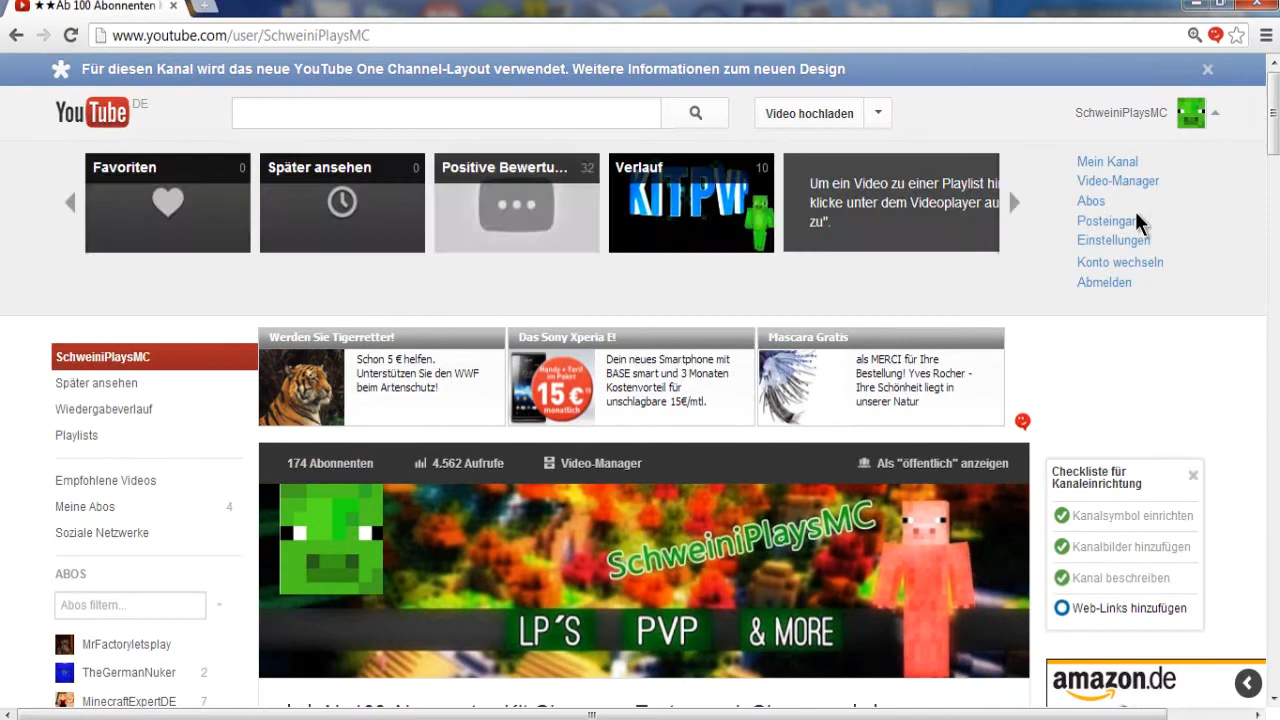 ★★Ab 100 Abonnenten
www.youtube.com/user/SchweiniPlaysMC
Für diesen Kanal wird das neue YouTube One Channel-Layout verwendet. Weitere Informationen zum neuen Design
YouTube DE
Video hochladen
SchweiniPlaysMC
Favoriten 0
Später ansehen 0
Positive Bewertu... 32
Verlauf 10
KITPVP
Um ein Video zu einer Playlist hin
klicke unter dem Videoplayer au
zu".
Mein Kanal
Video-Manager
Abos
Posteingan
Einstellungen
Konto wechseln
Abmelden
SchweiniPlaysMC
Später ansehen
Wiedergabeverlauf
Playlists
Empfohlene Videos
Meine Abos 4
Soziale Netzwerke
ABOS
Abos filtern...
MrFactoryletsplay
TheGermanNuker 2
MinecraftExpertDE 7
Werden Sie Tigerretter!
Schon 5 € helfen.
Unterstützen Sie den WWF
beim Artenschutz!
Das Sony Xperia E!
Handy + Tarif
im Paket
15 €
monatlich
Dein neues Smartphone mit
BASE smart und 3 Monaten
Kostenvorteil für
unschlagbare 15€/mtl.
Mascara Gratis
als MERCI für Ihre
Bestellung! Yves Rocher -
Ihre Schönheit liegt in
unserer Natur
174 Abonnenten
4.562 Aufrufe
Video-Manager
Als "öffentlich" anzeigen
SchweiniPlaysMC
LP´S PVP & MORE
Checkliste für
Kanaleinrichtung
Kanalsymbol einrichten
Kanalbilder hinzufügen
Kanal beschreiben
Web-Links hinzufügen
amazon.de